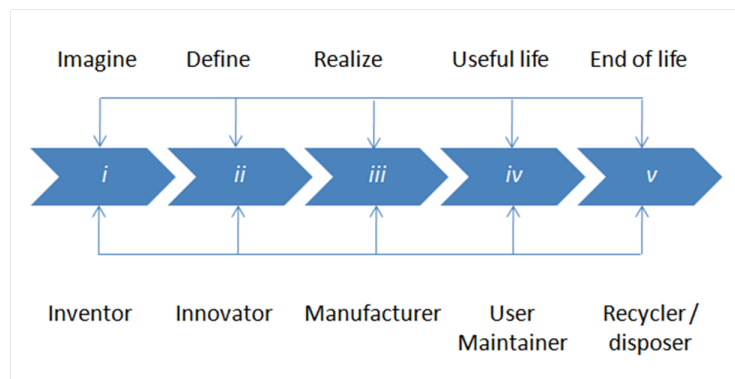 Imagine Define Realize Useful life End of life
i ii iii iv v
Inventor Innovator Manufacturer User Recycler /
Maintainer disposer